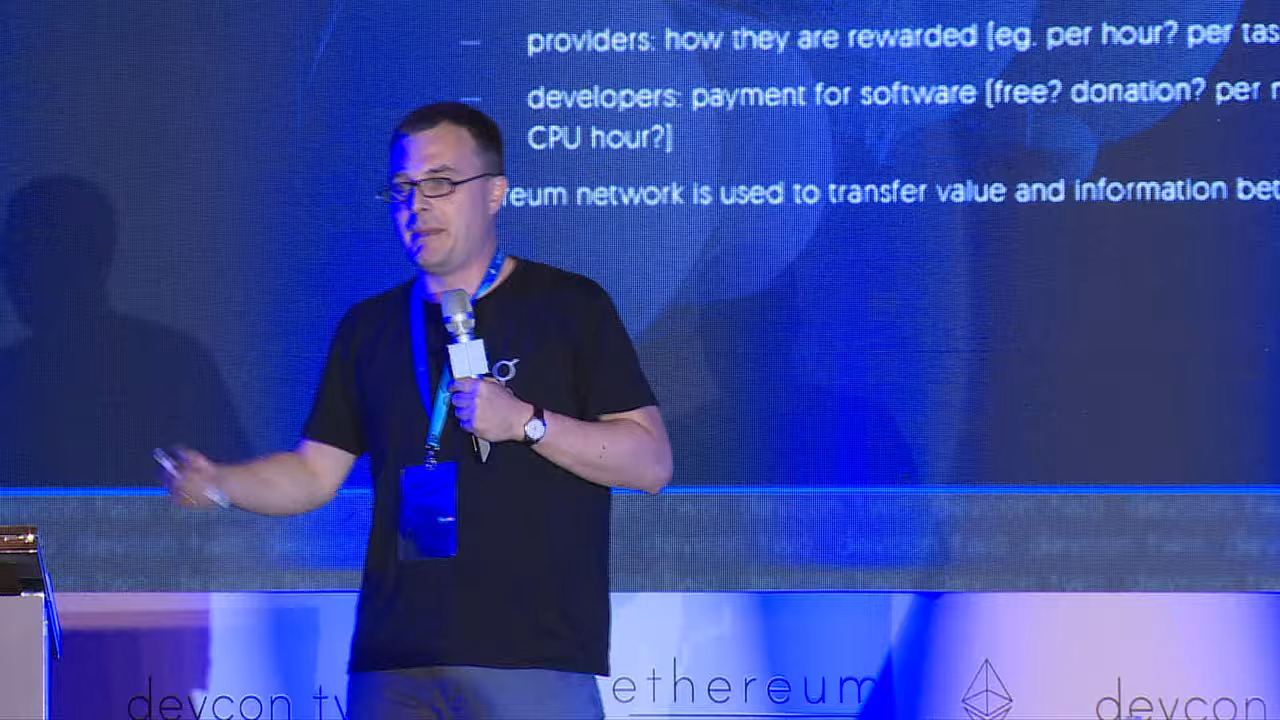 providers: how they are rewarded (eg. per hour? per tas
developers: payment for software (free? donation? per
CPU hour?)
reum network is used to transfer value and information bet
devcon tw
ethereum
devcon